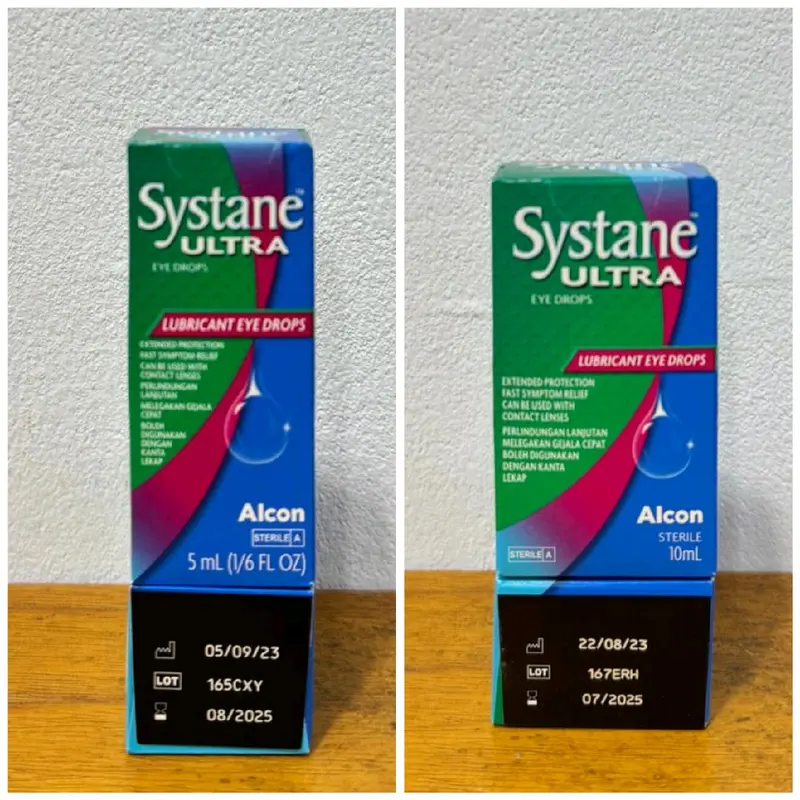 Systane™
ULTRA
EYE DROPS
LUBRICANT EYE DROPS
EXTENDED PROTECTION
FAST SYMPTOM RELIEF
CAN BE USED WITH
CONTACT LENSES
PERLINDUNGAN
LANJUTAN
MELEGAKAN GEJALA
CEPAT
BOLEH
DIGUNAKAN
DENGAN
KANTA
LEKAP
Alcon
STERILE A
5 mL (1/6 FL OZ)
05/09/23
LOT 165CXY
08/2025
Systane™
ULTRA
EYE DROPS
LUBRICANT EYE DROPS
EXTENDED PROTECTION
FAST SYMPTOM RELIEF
CAN BE USED WITH
CONTACT LENSES
PERLINDUNGAN LANJUTAN
MELEGAKAN GEJALA CEPAT
BOLEH DIGUNAKAN
DENGAN KANTA
LEKAP
Alcon
STERILE
10mL
STERILE A
22/08/23
LOT 167ERH
07/2025